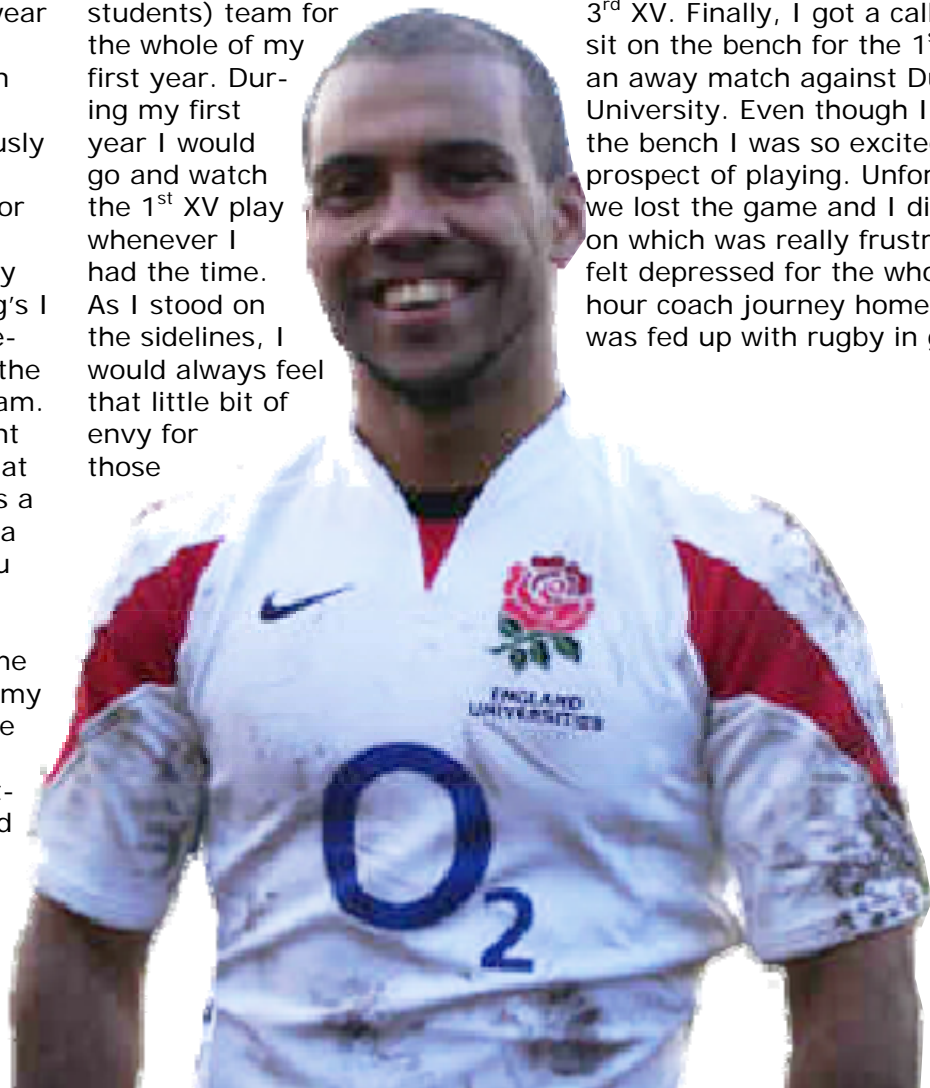 year
n
usly
or
y
g's I
e-
the
am.
nt
at
s a
a
u
ne
my
e
t-
d
students) team for
the whole of my
first year. Dur-
ing my first
year I would
go and watch
the 1st XV play
whenever I
had the time.
As I stood on
the sidelines, I
would always feel
that little bit of
envy for
those
3rd XV. Finally, I got a call
sit on the bench for the 1s
an away match against Du
University. Even though I
the bench I was so excited
prospect of playing. Unfor
we lost the game and I di
on which was really frustr
felt depressed for the who
hour coach journey home
was fed up with rugby in g
ENGLAND
UNIVERSITIES
O2